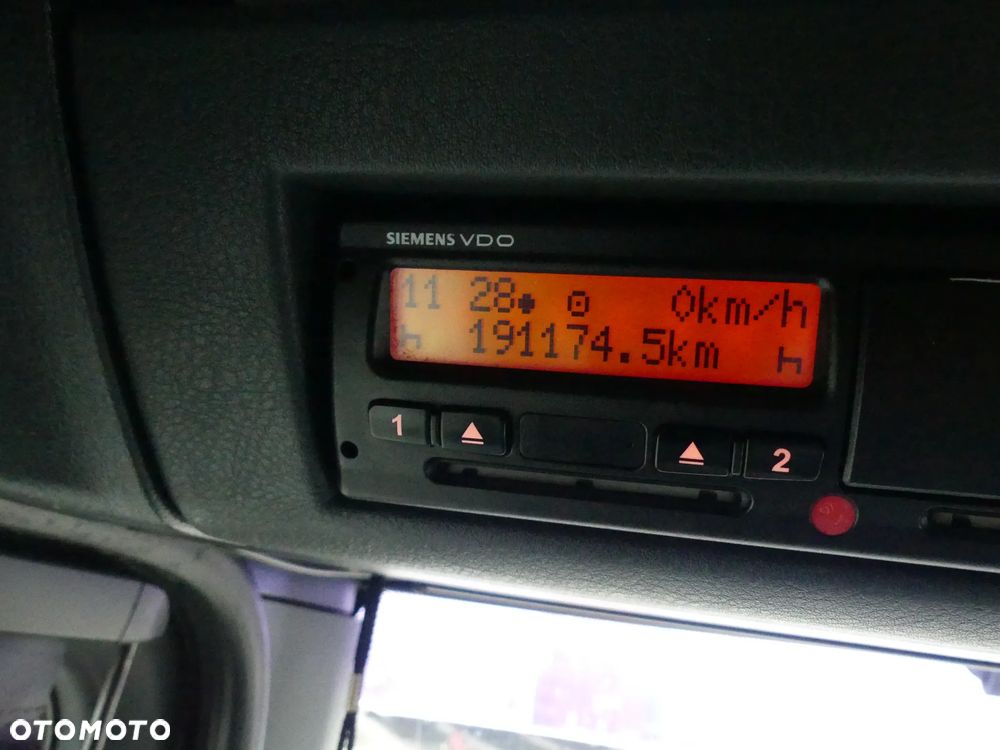 SIEMENS VDO
11 28 0km/h
191174.5km
1 2
OTOMOTO